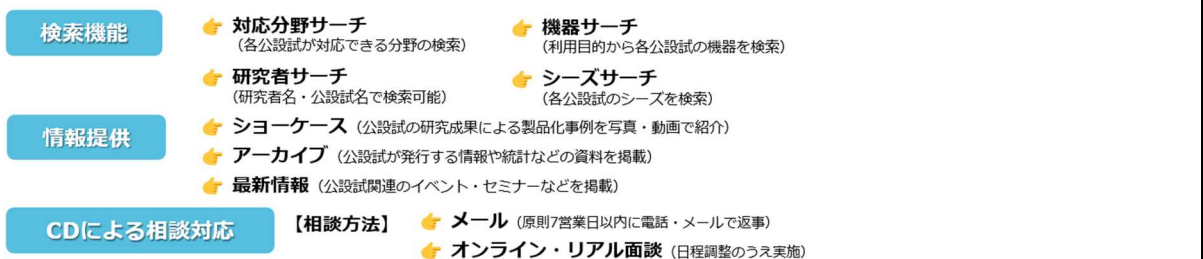 検索機能
👉 対応分野サーチ
(各公設試が対応できる分野の検索)
👉 機器サーチ
(利用目的から各公設試の機器を検索)
👉 研究者サーチ
(研究者名・公設試名で検索可能)
👉 シーズサーチ
(各公設試のシーズを検索)
情報提供
👉 ショーケース(公設試の研究成果による製品化事例を写真・動画で紹介)
👉 アーカイブ(公設試が発行する情報や統計などの資料を掲載)
👉 最新情報(公設試関連のイベント・セミナーなどを掲載)
CDによる相談対応
【相談方法】 👉 メール(原則7営業日以内に電話・メールで返事)
👉 オンライン・リアル面談(日程調整のうえ実施)